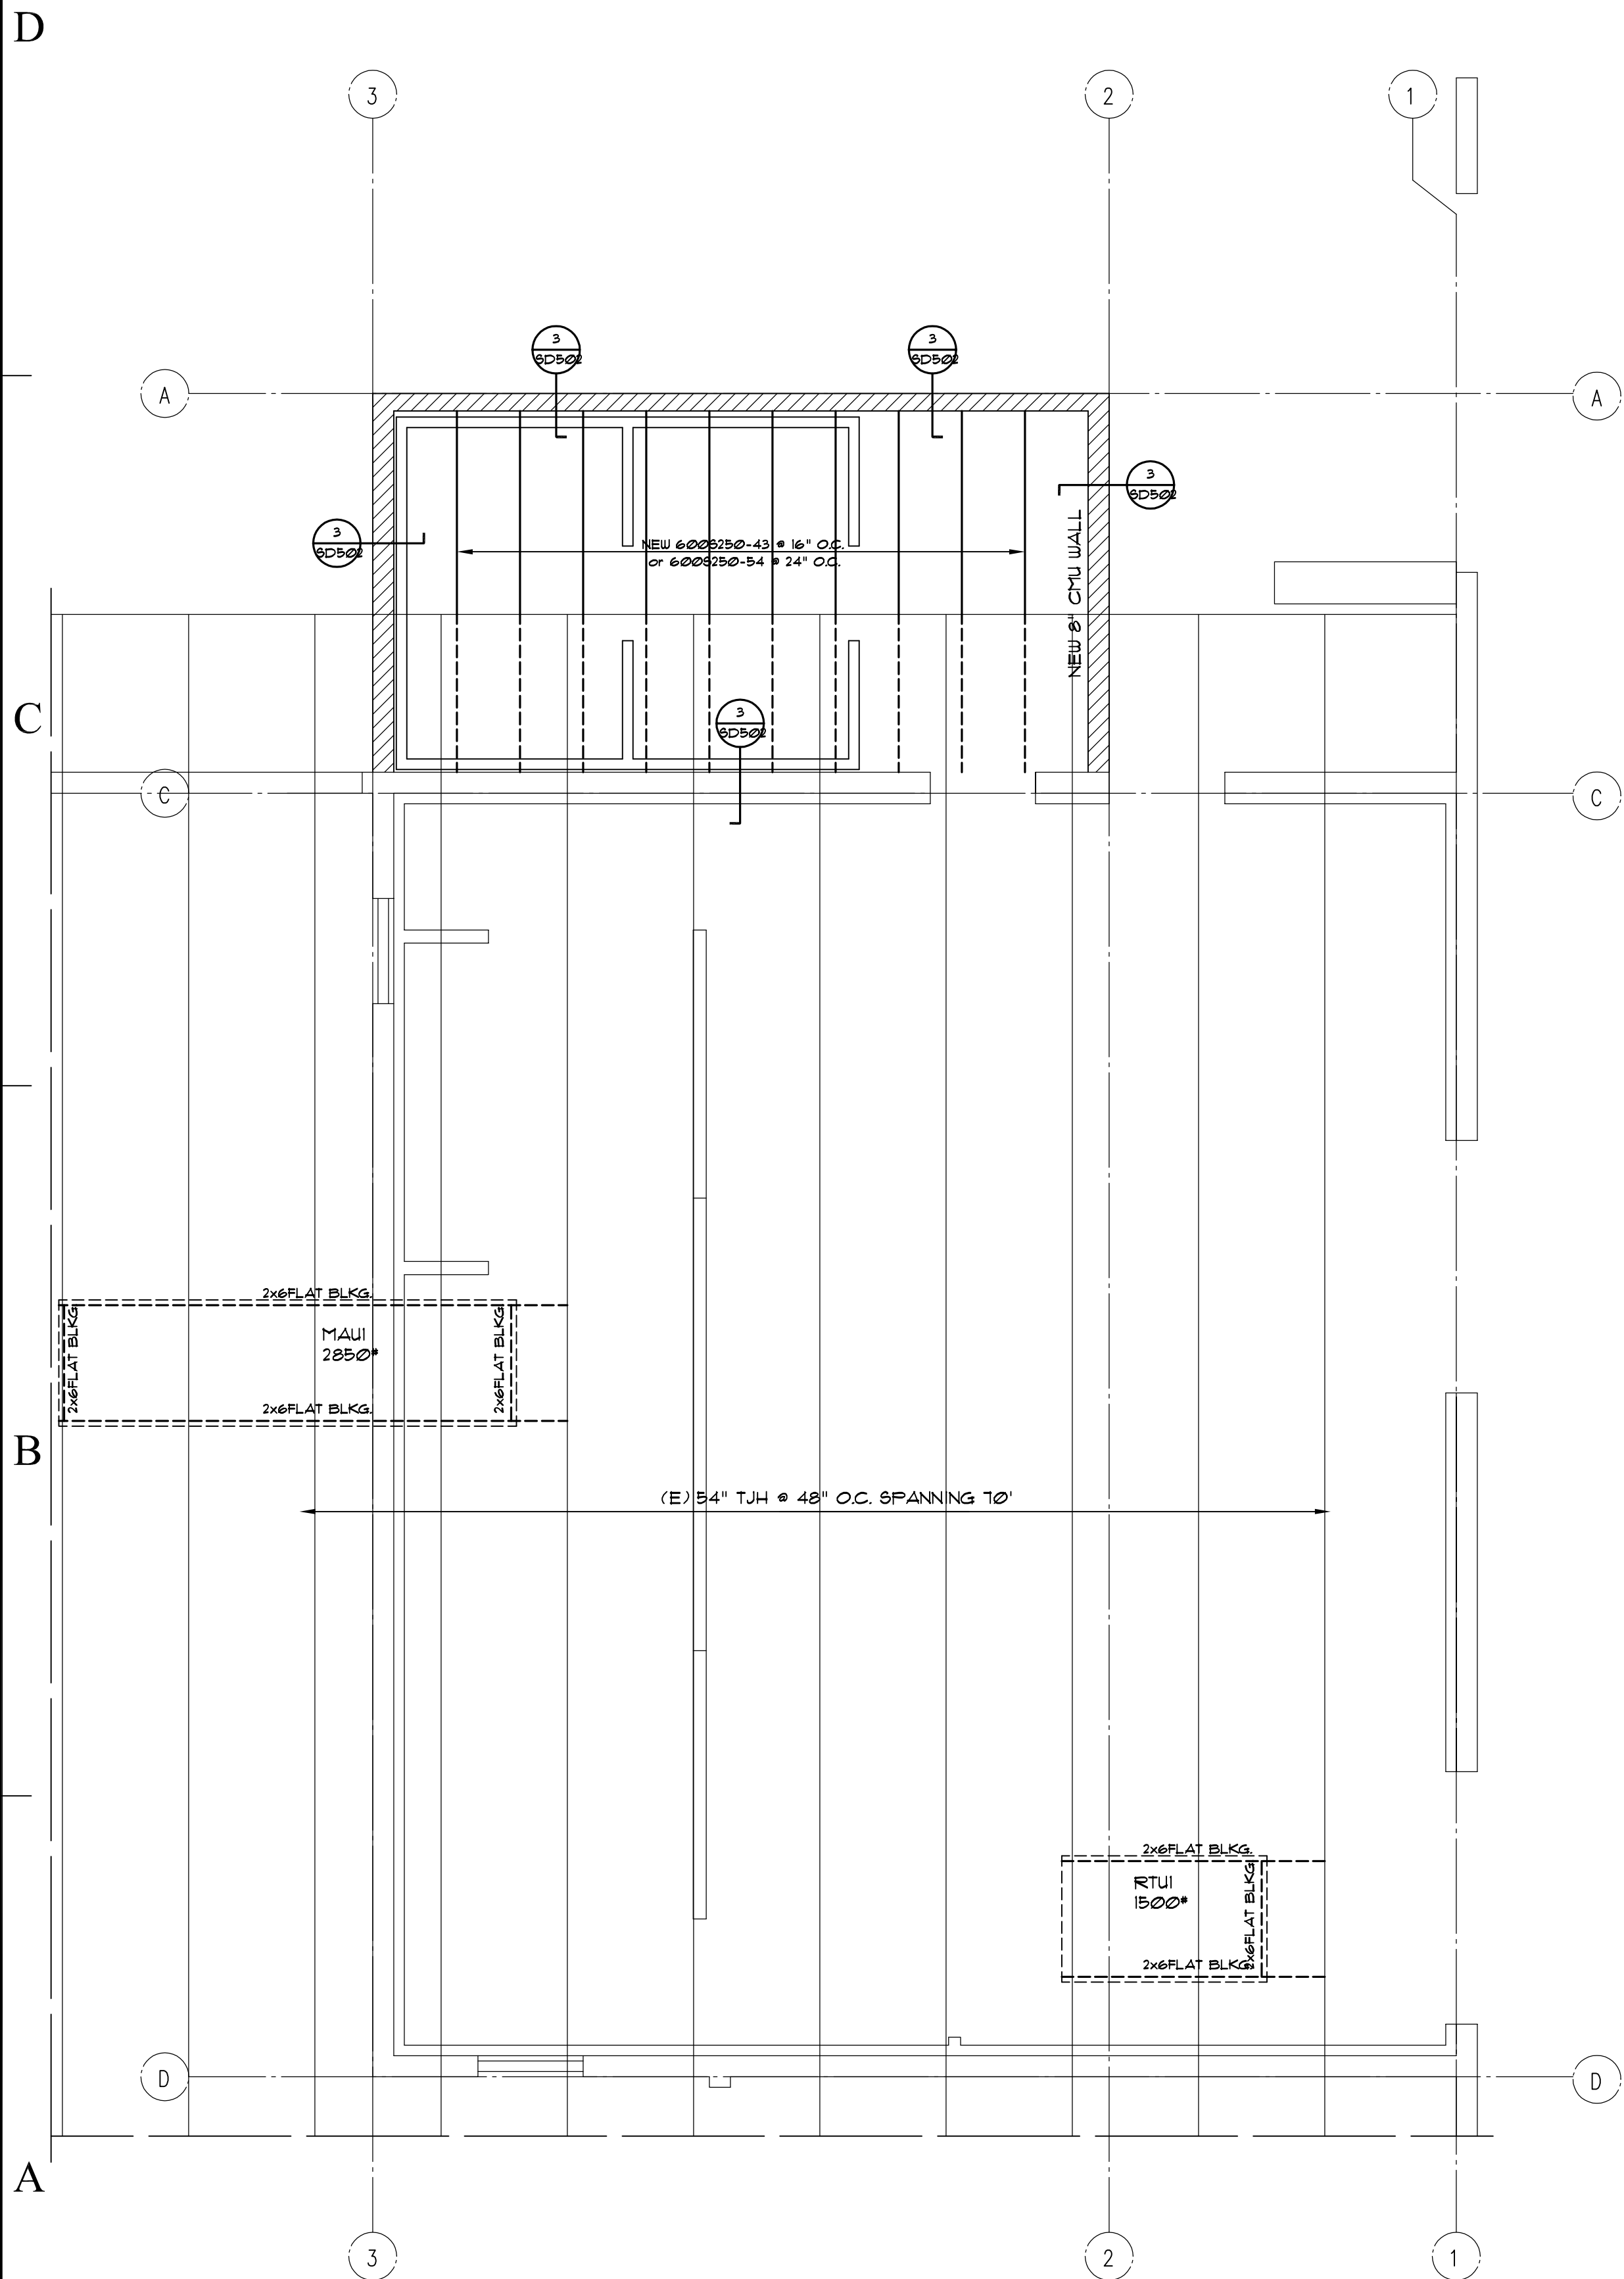 D
3
2
1
3
SD502
3
SD502
A
A
3
SD502
3
SD502
NEW 600S250-43 @ 16" O.C.
or 600S250-54 @ 24" O.C.
NEW 8" CMU WALL
C
3
SD502
C
C
2x6FLAT BLKG.
2x6FLAT BLKG.
MAU1
2850#
2x6FLAT BLKG.
2x6FLAT BLKG.
B
(E) 54" TJH @ 48" O.C. SPANNING 70'
2x6FLAT BLKG.
RTU1
1500#
2x6FLAT BLKG.
2x6FLAT BLKG.
D
D
A
3
2
1